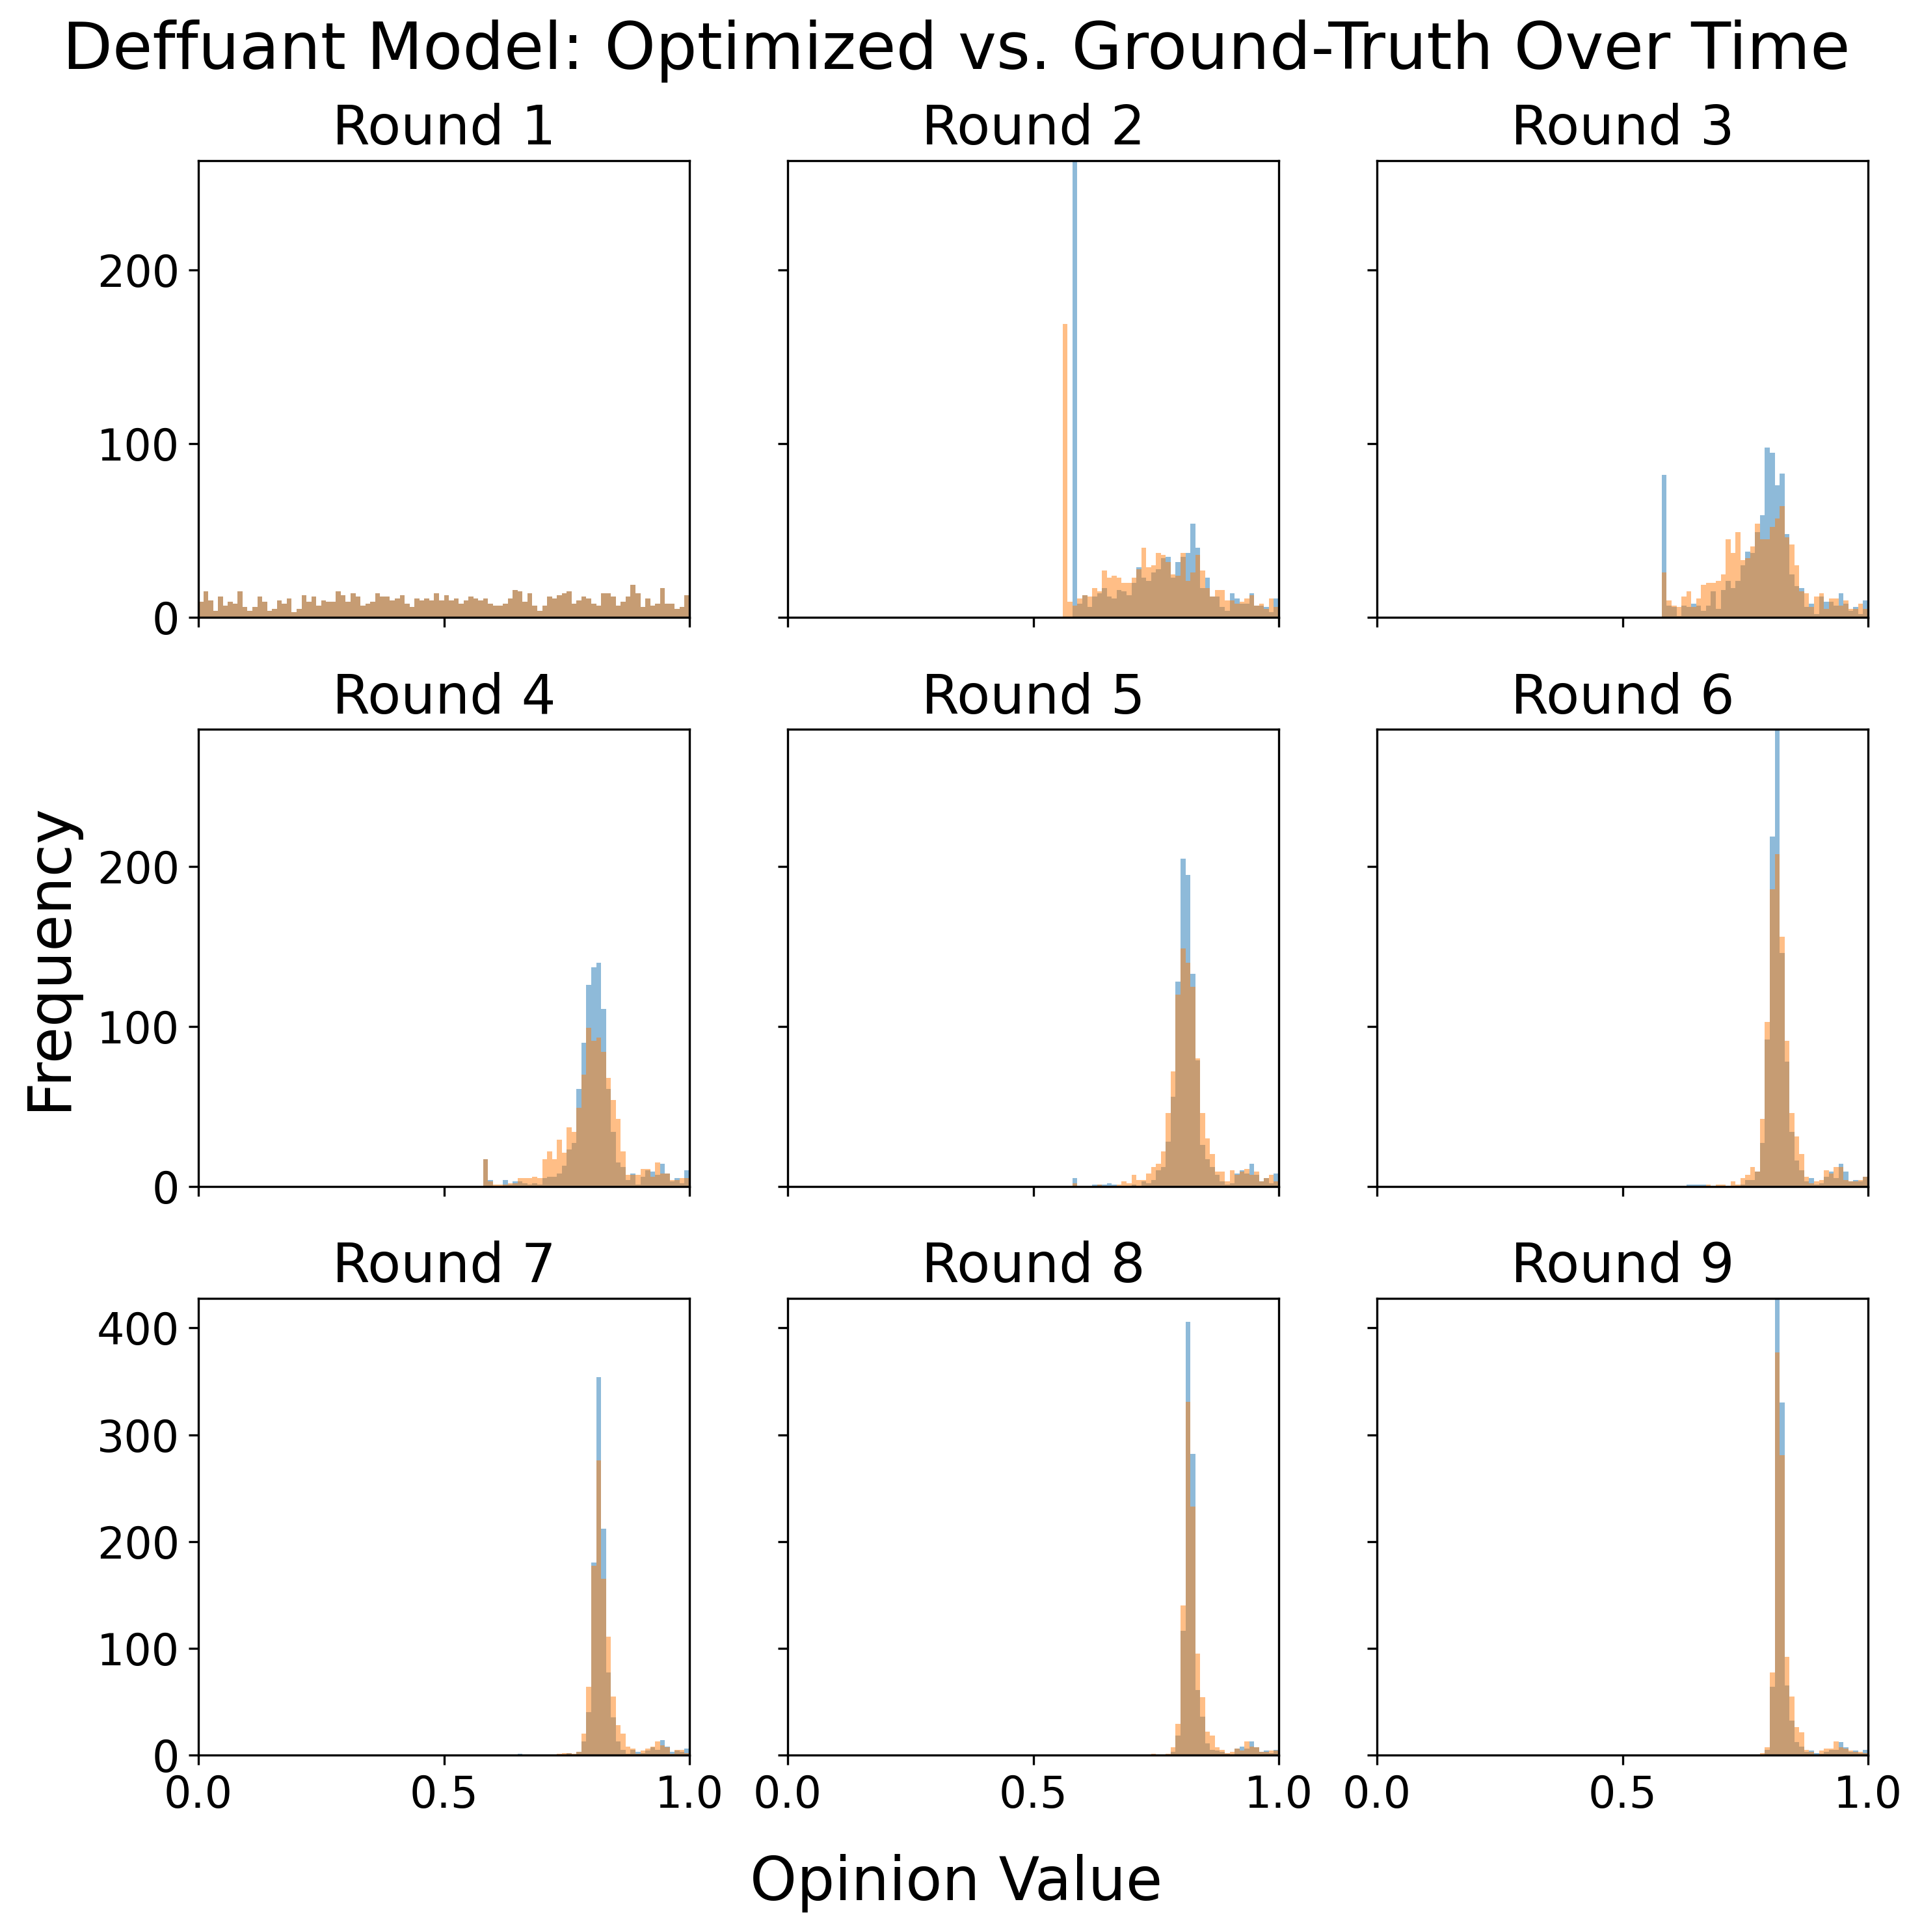 Deffuant Model: Optimized vs. Ground-Truth Over Time
Round 1
Round 2
Round 3
200
100
0
Round 4
Round 5
Round 6
Frequency
200
100
0
Round 7
Round 8
Round 9
400
300
200
100
0
0.0 0.5 1.0 0.0 0.5 1.0 0.0 0.5 1.0
Opinion Value